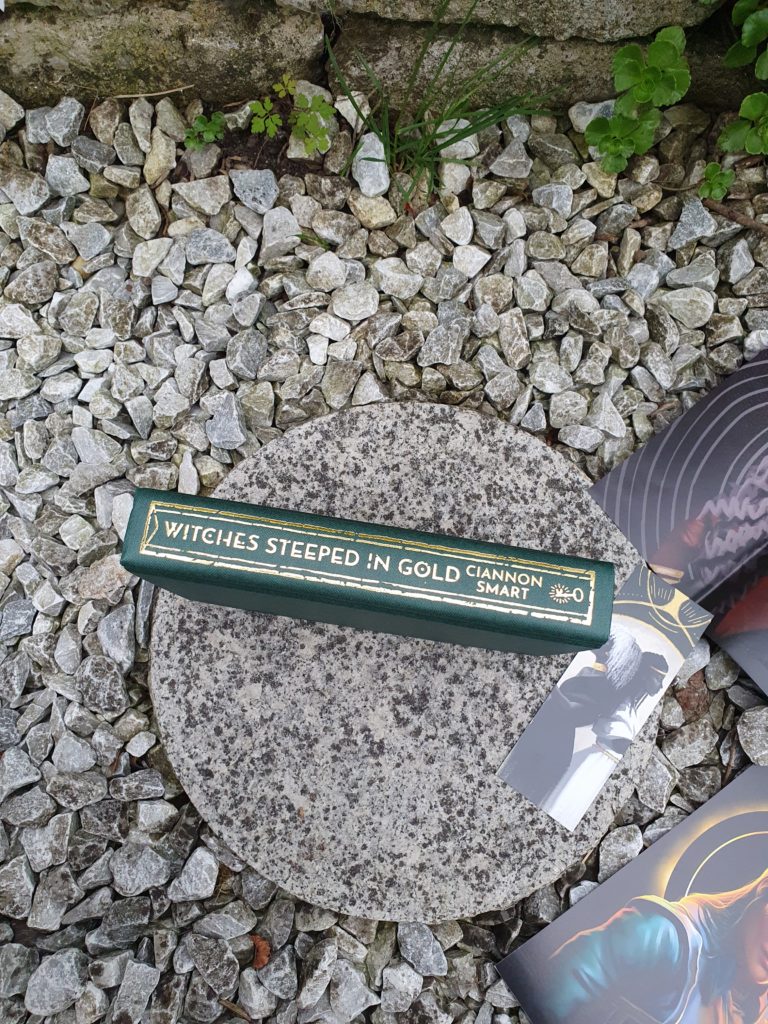 WITCHES STEEPED IN GOLD
CIANNON
SMART